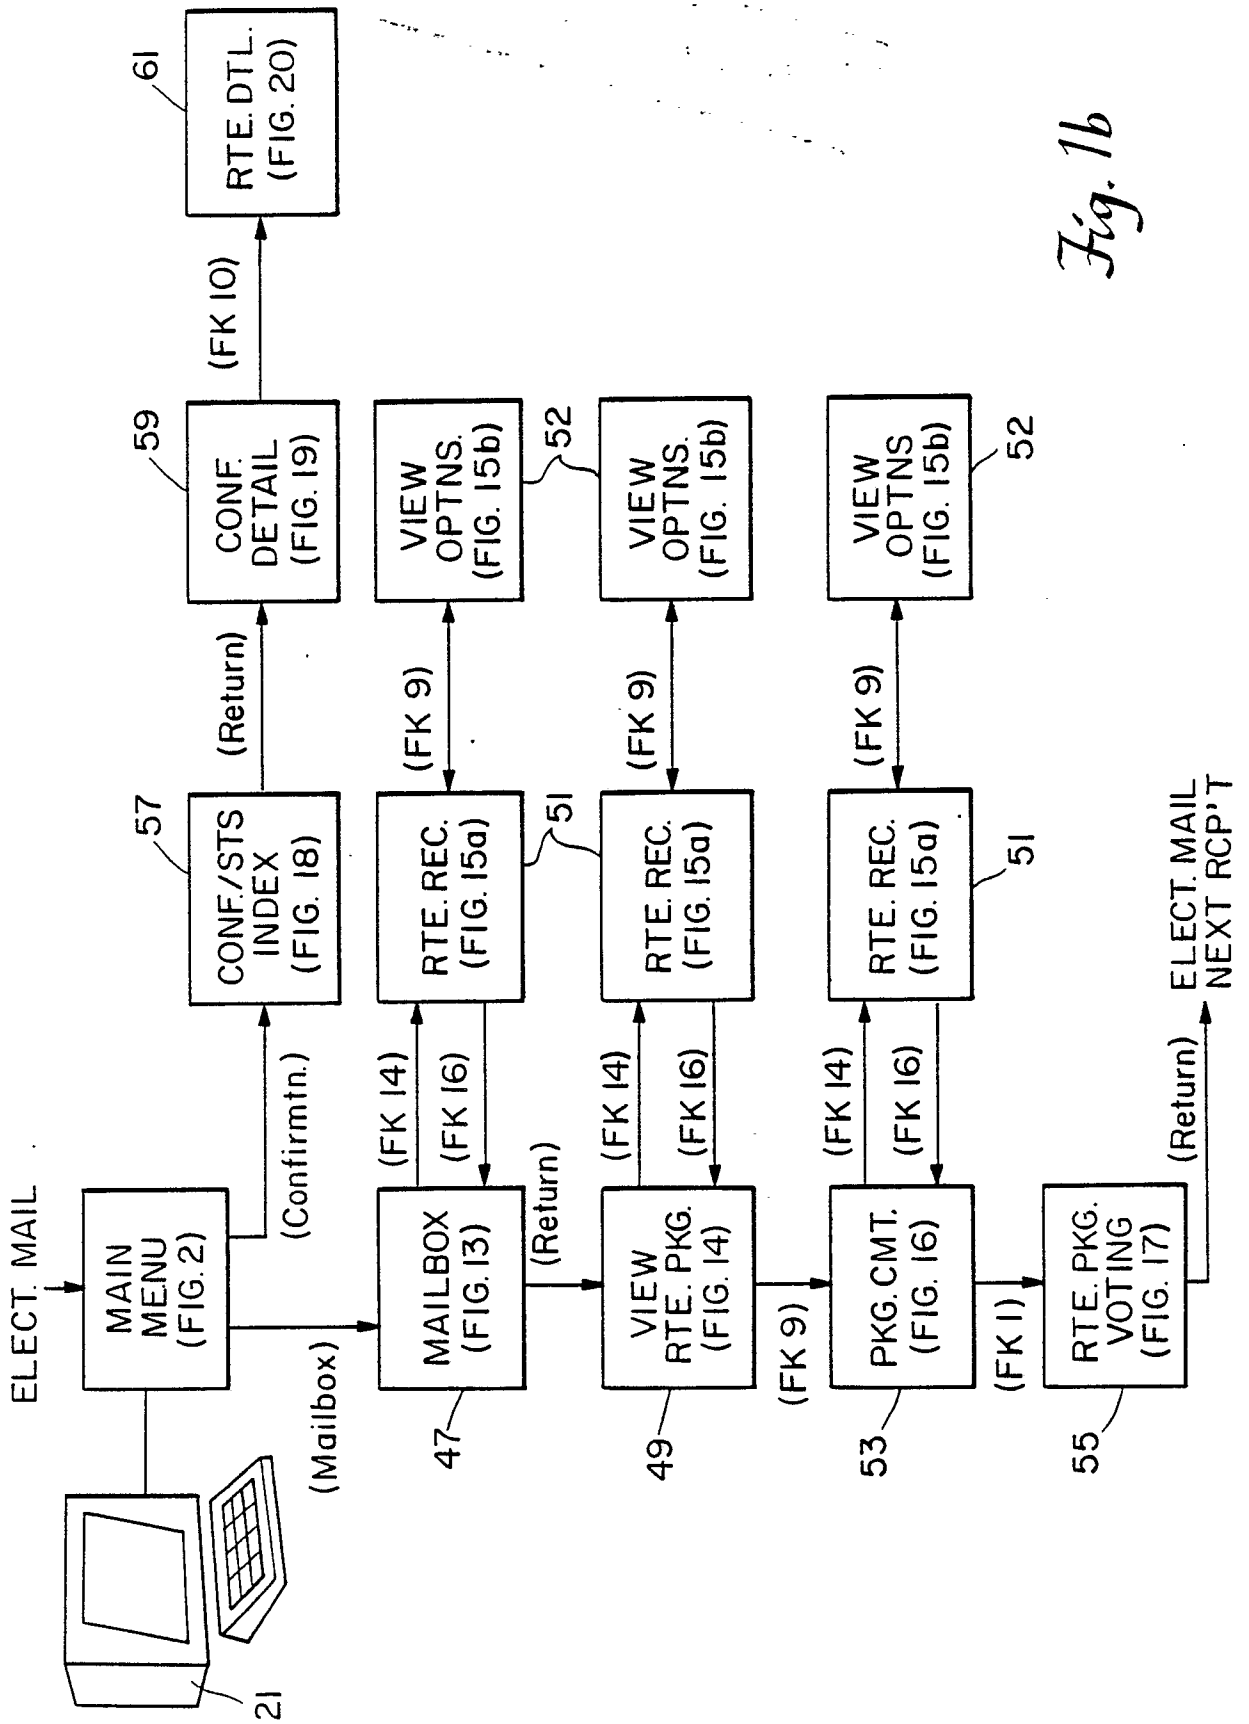 ELECT. MAIL
21
MAIN
MENU
(FIG. 2)
(Confirmtn.)
57
CONF./STS
INDEX
(FIG. 18)
(Return)
59
CONF.
DETAIL
(FIG. 19)
(FK 10)
61
RTE. DTL.
(FIG. 20)
(Mailbox)
47
MAILBOX
(FIG. 13)
(FK 14)
(FK 16)
RTE. REC.
(FIG. 15a)
(FK 9)
VIEW
OPTNS.
(FIG. 15b)
51
52
(Return)
49
VIEW
RTE. PKG.
(FIG. 14)
(FK 14)
(FK 16)
RTE. REC.
(FIG. 15a)
(FK 9)
VIEW
OPTNS.
(FIG. 15b)
(FK 9)
53
PKG. CMT.
(FIG. 16)
(FK 14)
(FK 16)
RTE. REC.
(FIG. 15a)
51
(FK 9)
VIEW
OPTNS
(FIG. 15b)
52
(FK 1)
55
RTE. PKG.
VOTING
(FIG. 17)
(Return)
ELECT. MAIL
NEXT RCP'T
Fig. 1b